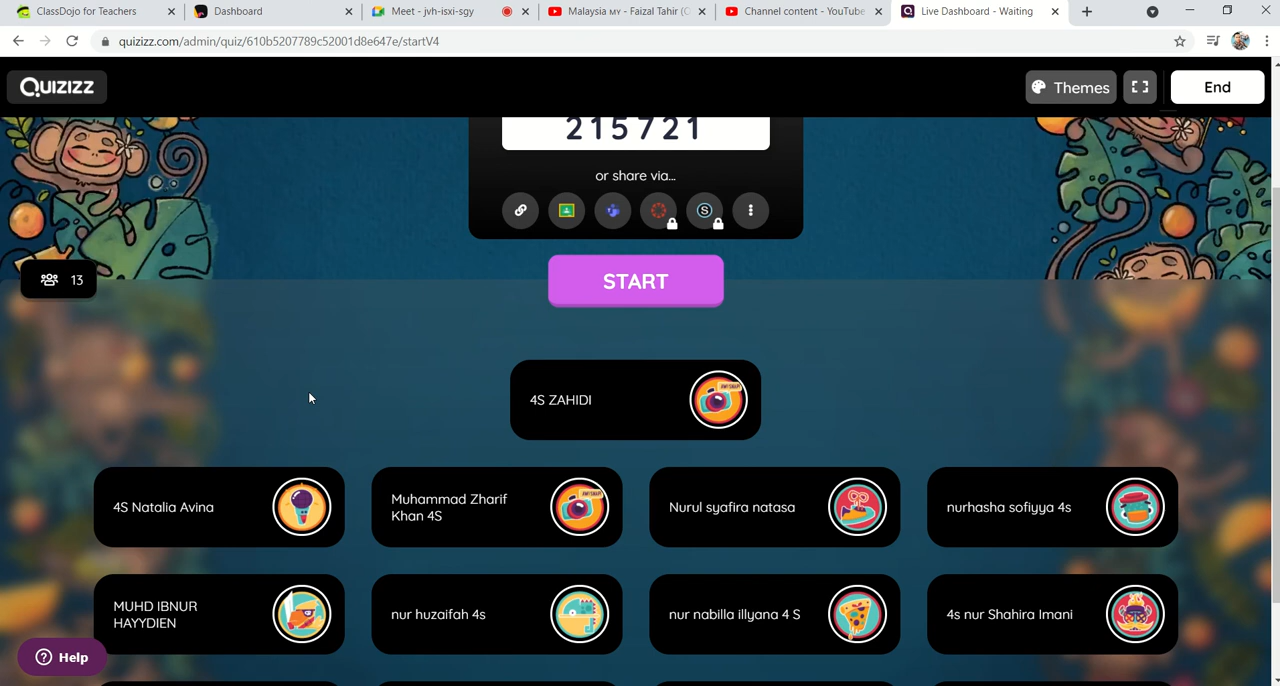 ClassDojo for Teachers
Dashboard
Meet - jvh-isxi-sgy
Malaysia ᴍʏ - Faizal Tahir (C
Channel content - YouTube
Live Dashboard - Waiting
quizizz.com/admin/quiz/610b5207789c52001d8e647e/startV4
QUIZIZZ
Themes
End
215721
or share via...
S
13
START
4S ZAHIDI
4S Natalia Avina
Muhammad Zharif
Khan 4S
Nurul syafira natasa
nurhasha sofiyya 4s
MUHD IBNUR
HAYYDIEN
nur huzaifah 4s
nur nabilla illyana 4 S
4s nur Shahira Imani
? Help